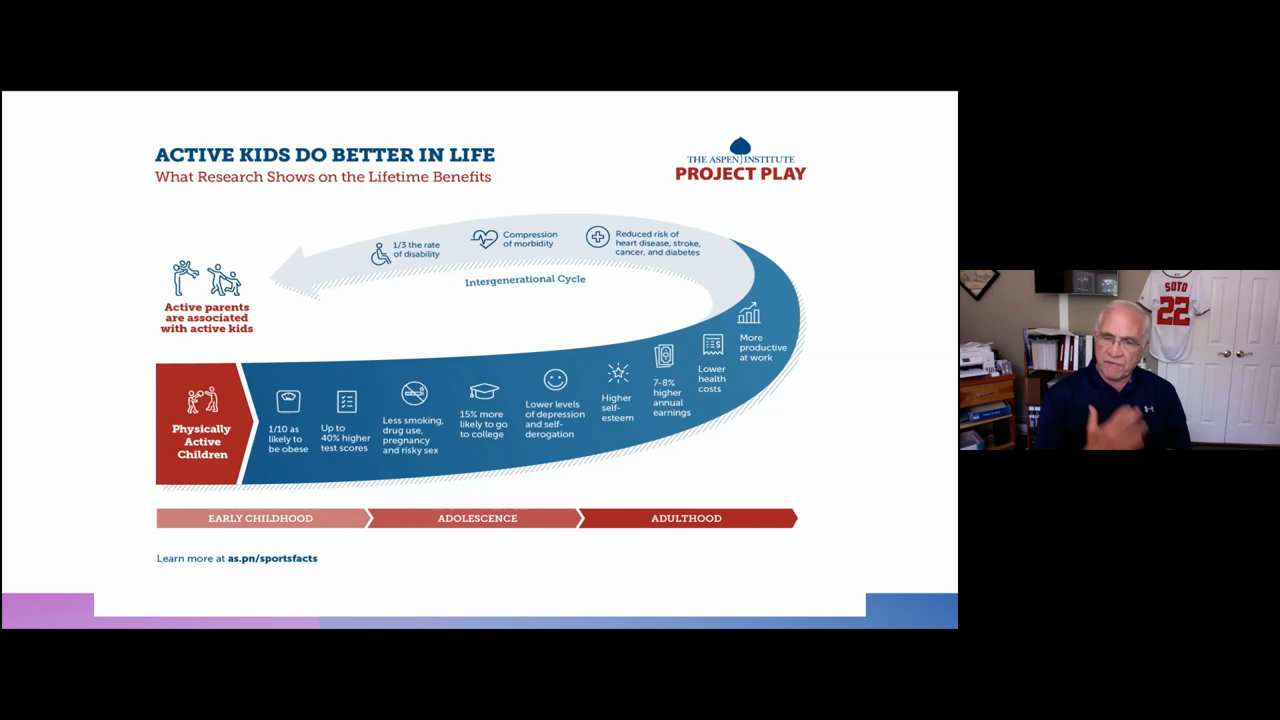 ACTIVE KIDS DO BETTER IN LIFE
What Research Shows on the Lifetime Benefits
THE ASPEN INSTITUTE
PROJECT PLAY
1/3 the rate
of disability
Compression
of morbidity
Reduced risk of
heart disease, stroke,
cancer, and diabetes
Intergenerational Cycle
Active parents
are associated
with active kids
Physically
Active
Children
1/10 as
likely to
be obese
Up to
40% higher
test scores
Less smoking,
drug use,
pregnancy
and risky sex
15% more
likely to go
to college
Lower levels
of depression
and self-
derogation
Higher
self-
esteem
7-8%
higher
annual
earnings
Lower
health
costs
More
productive
at work
EARLY CHILDHOOD
ADOLESCENCE
ADULTHOOD
Learn more at as.pn/sportsfacts
SOTO
22